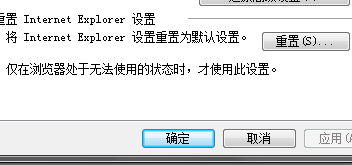 重置 Internet Explorer 设置
将 Internet Explorer 设置重置为默认设置。
重置(S)...
仅在浏览器处于无法使用的状态时，才使用此设置。
确定
取消
应用(A